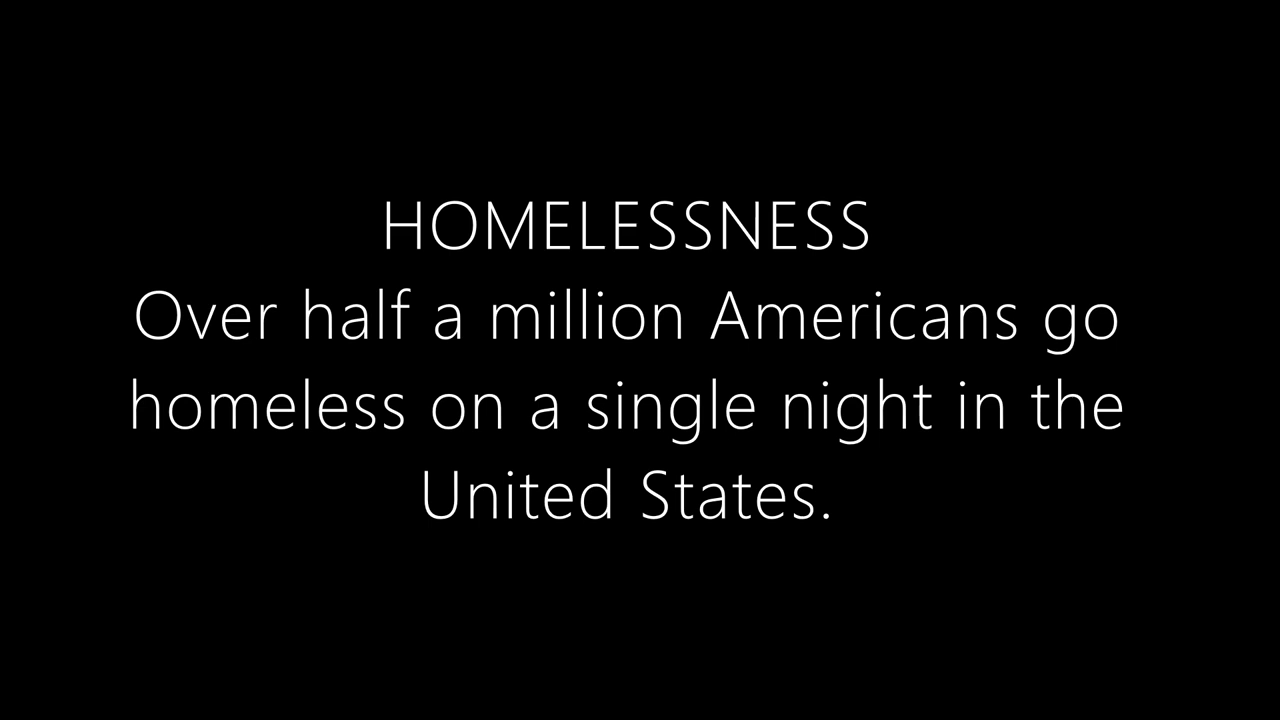 HOMELESSNESS
Over half a million Americans go
homeless on a single night in the
United States.